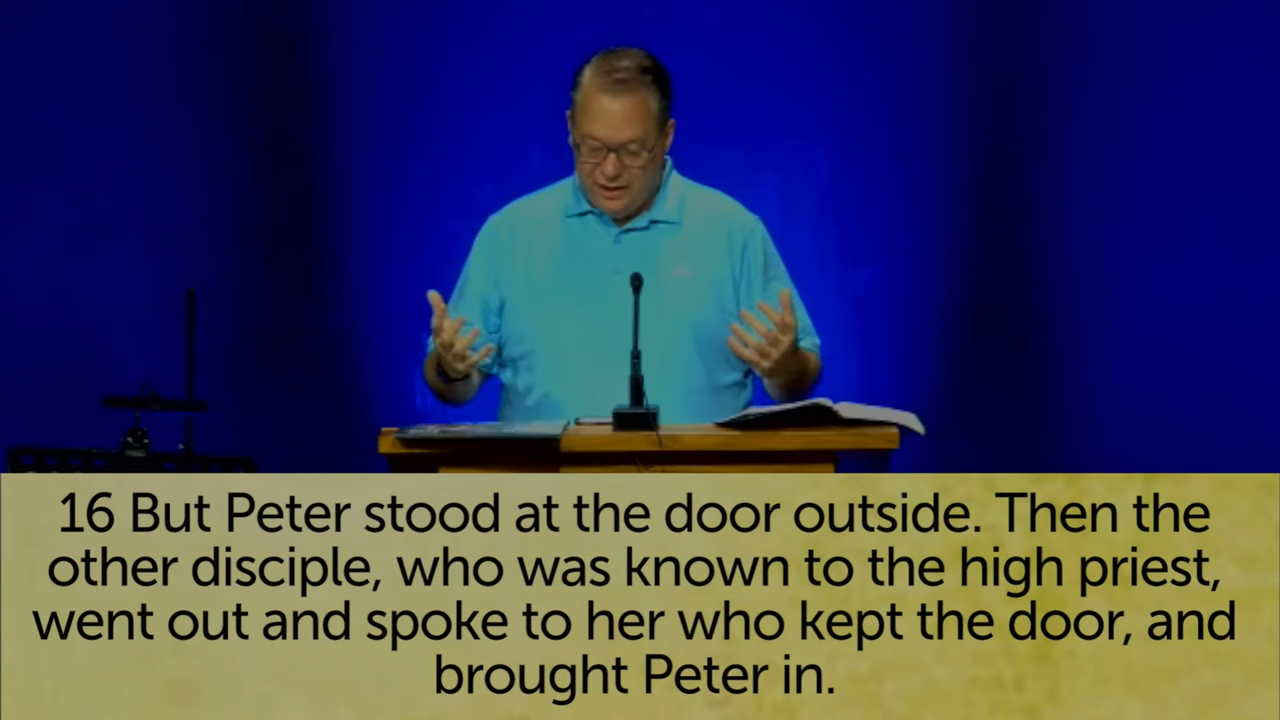 16 But Peter stood at the door outside. Then the
other disciple, who was known to the high priest,
went out and spoke to her who kept the door, and
brought Peter in.